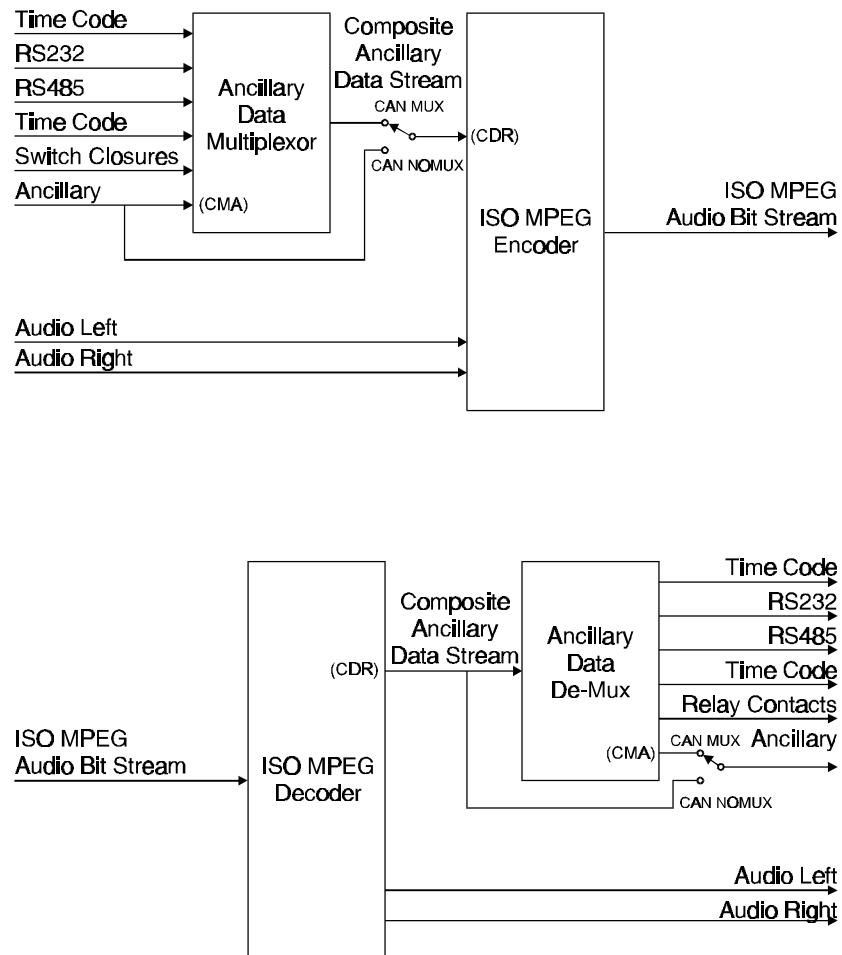 Time Code
RS232
RS485
Time Code
Switch Closures
Ancillary
(CMA)
Ancillary
Data
Multiplexor
Composite
Ancillary
Data Stream
CAN MUX
CAN NOMUX
(CDR)
ISO MPEG
Encoder
ISO MPEG
Audio Bit Stream
Audio Left
Audio Right
ISO MPEG
Audio Bit Stream
ISO MPEG
Decoder
(CDR)
Composite
Ancillary
Data Stream
Ancillary
Data
De-Mux
(CMA)
Time Code
RS232
RS485
Time Code
Relay Contacts
CAN MUX
Ancillary
CAN NOMUX
Audio Left
Audio Right